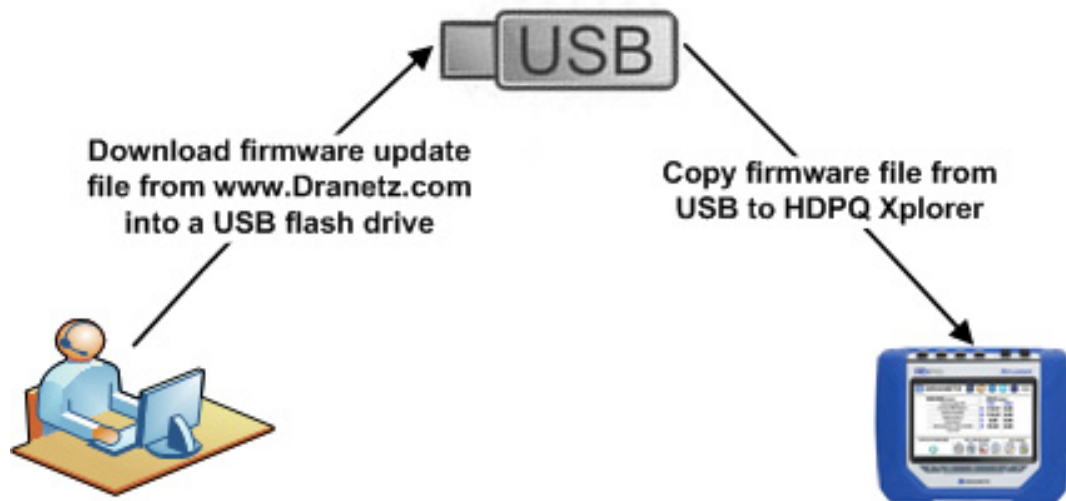 USB
Download firmware update
file from www.Dranetz.com
into a USB flash drive
Copy firmware file from
USB to HDPQ Xplorer